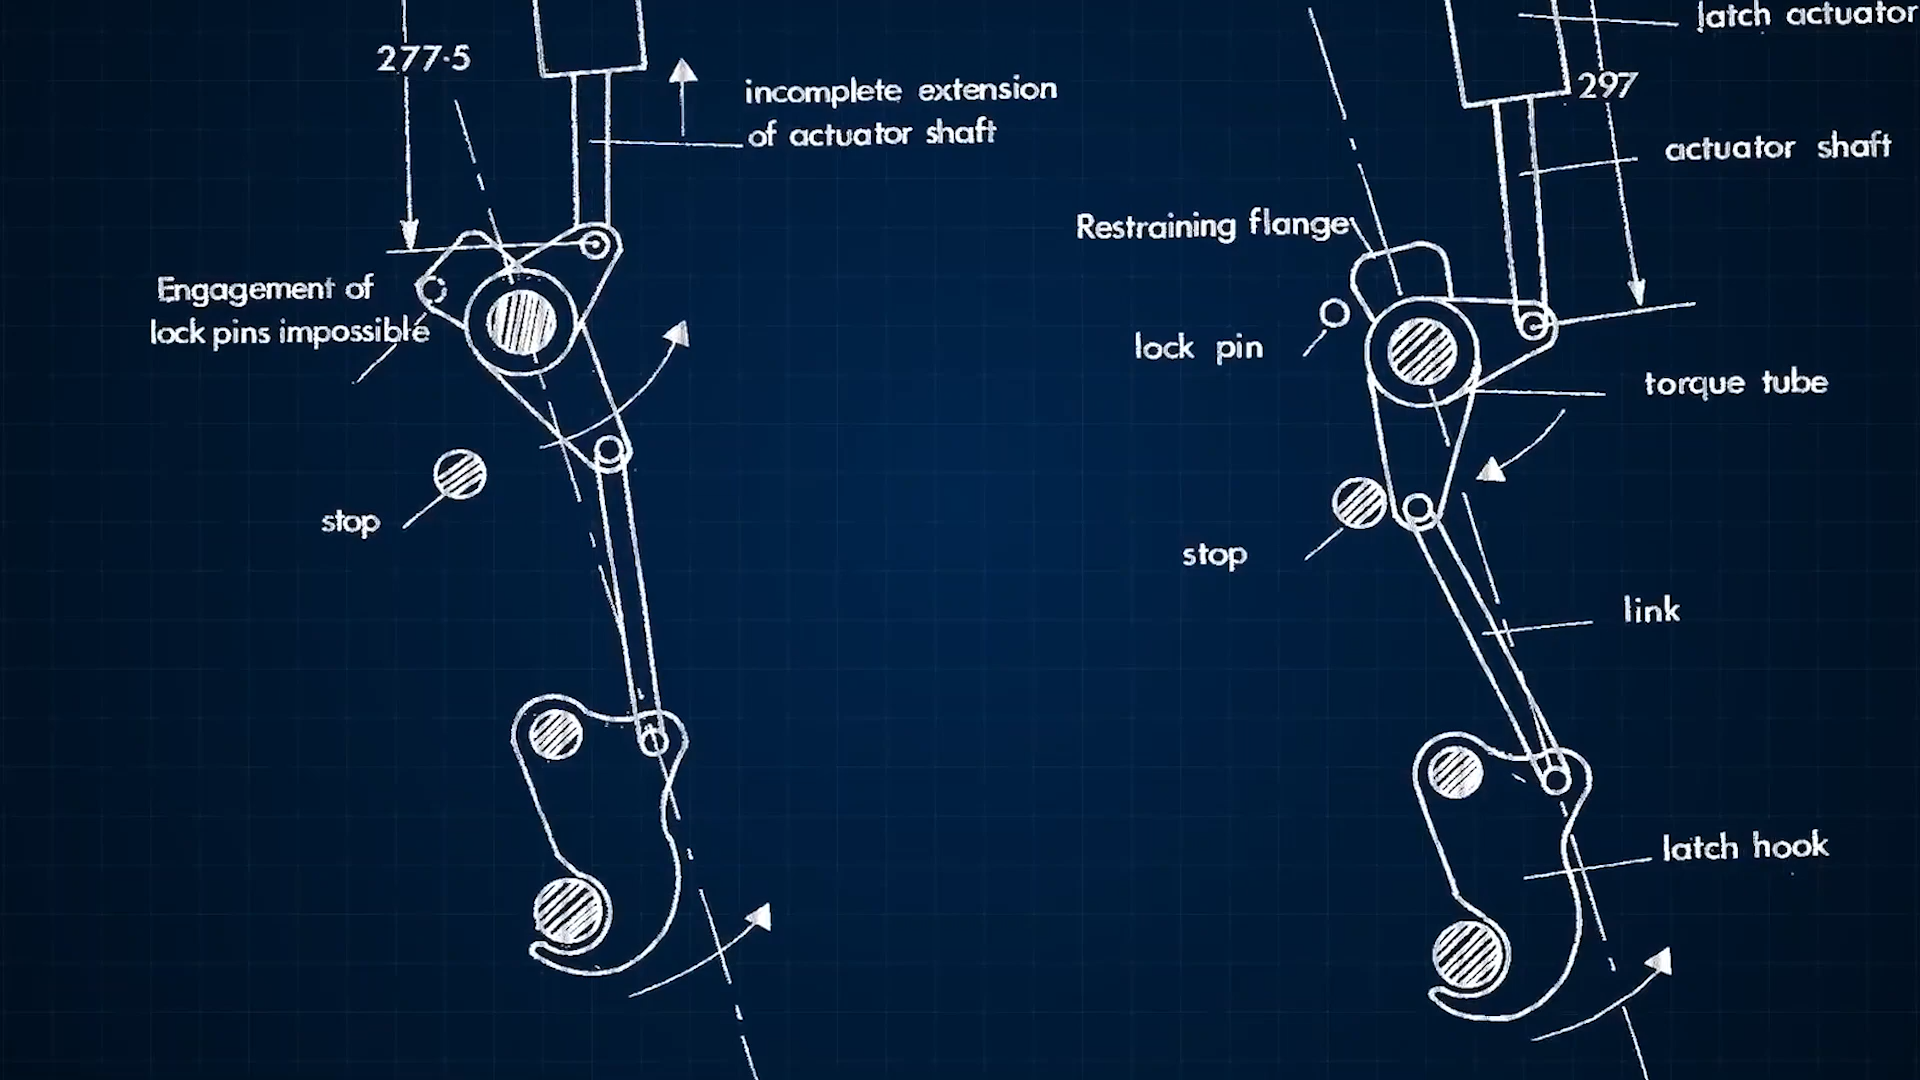 277·5
incomplete extension
of actuator shaft
Engagement of
lock pins impossible
stop
latch actuator
297
actuator shaft
Restraining flange
lock pin
torque tube
stop
link
latch hook